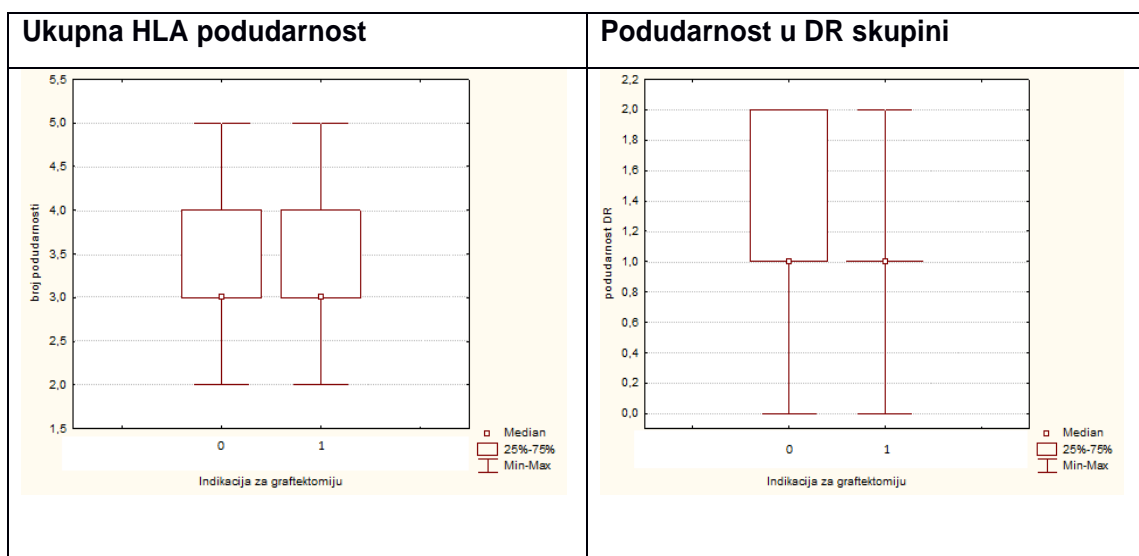 Ukupna HLA podudarnost
Podudarnost u DR skupini
5,5
5,0
4,5
4,0
3,5
3,0
2,5
2,0
1,5
broj podudarnosti
0
1
Indikacija za graftektomiju
Median
25%-75%
Min-Max
2,2
2,0
1,8
1,6
1,4
1,2
1,0
0,8
0,6
0,4
0,2
0,0
podudarnost DR
0
1
Indikacija za graftektomiju
Median
25%-75%
Min-Max